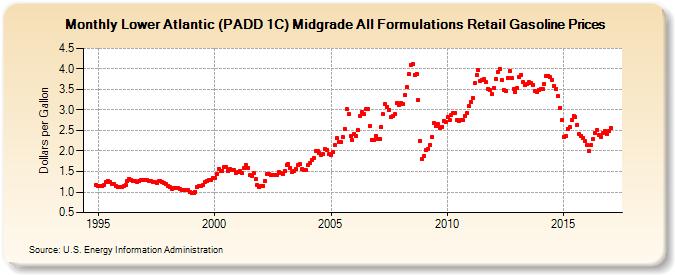 Monthly Lower Atlantic (PADD 1C) Midgrade All Formulations Retail Gasoline Prices
Dollars per Gallon
4.5
4.0
3.5
3.0
2.5
2.0
1.5
1.0
0.5
1995 2000 2005 2010 2015
Source: U.S. Energy Information Administration